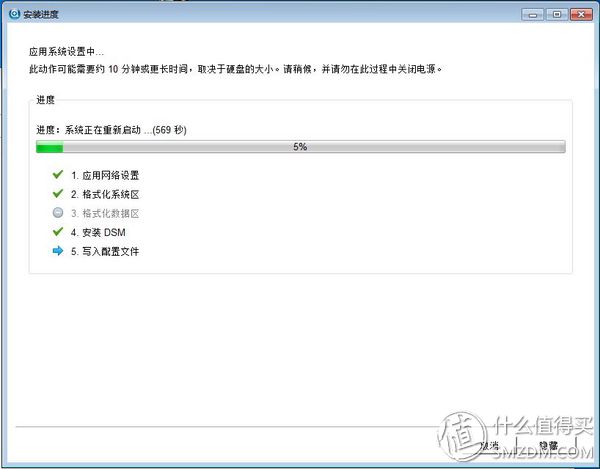 安装进度
应用系统设置中...
此动作可能需要约 10 分钟或更长时间，取决于硬盘的大小。请稍候，并请勿在此过程中关闭电源。
进度
进度：系统正在重新启动 ...(569 秒)
5%
1. 应用网络设置
2. 格式化系统区
3. 格式化数据区
4. 安装 DSM
5. 写入配置文件
取消
隐藏
值 什么值得买
SMZDM.COM